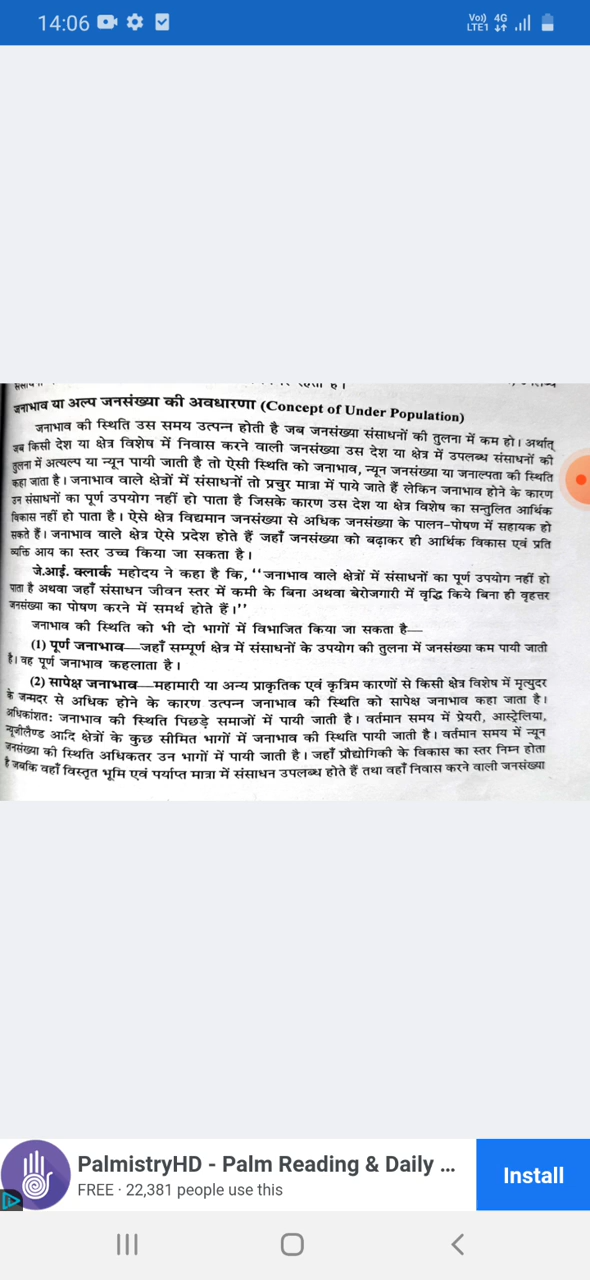 14:06
Vo)) 4G
LTE1
जनाभाव या अल्प जनसंख्या की अवधारणा (Concept of Under Population)
जनाभाव की स्थिति उस समय उत्पन्न होती है जब जनसंख्या संसाधनों की तुलना में कम हो। अर्थात्
जब किसी देश या क्षेत्र विशेष में निवास करने वाली जनसंख्या उस देश या क्षेत्र में उपलब्ध संसाधनों की
तुलना में अत्यल्प या न्यून पायी जाती है तो ऐसी स्थिति को जनाभाव, न्यून जनसंख्या या जनाल्पता की स्थिति
कहा जाता है। जनाभाव वाले क्षेत्रों में संसाधनों तो प्रचुर मात्रा में पाये जाते हैं लेकिन जनाभाव होने के कारण
उन संसाधनों का पूर्ण उपयोग नहीं हो पाता है जिसके कारण उस देश या क्षेत्र विशेष का सन्तुलित आर्थिक
विकास नहीं हो पाता है। ऐसे क्षेत्र विद्यमान जनसंख्या से अधिक जनसंख्या के पालन-पोषण में सहायक हो
सकते हैं। जनाभाव वाले क्षेत्र ऐसे प्रदेश होते हैं जहाँ जनसंख्या को बढ़ाकर ही आर्थिक विकास एवं प्रति
व्यक्ति आय का स्तर उच्च किया जा सकता है।
जे.आई. क्लार्क महोदय ने कहा है कि, ‘‘जनाभाव वाले क्षेत्रों में संसाधनों का पूर्ण उपयोग नहीं हो
पाता है अथवा जहाँ संसाधन जीवन स्तर में कमी के बिना अथवा बेरोजगारी में वृद्धि किये बिना ही वृहत्तर
जनसंख्या का पोषण करने में समर्थ होते हैं।’’
जनाभाव की स्थिति को भी दो भागों में विभाजित किया जा सकता है—
(1) पूर्ण जनाभाव—जहाँ सम्पूर्ण क्षेत्र में संसाधनों के उपयोग की तुलना में जनसंख्या कम पायी जाती
है। वह पूर्ण जनाभाव कहलाता है।
(2) सापेक्ष जनाभाव—महामारी या अन्य प्राकृतिक एवं कृत्रिम कारणों से किसी क्षेत्र विशेष में मृत्युदर
के जन्मदर से अधिक होने के कारण उत्पन्न जनाभाव की स्थिति को सापेक्ष जनाभाव कहा जाता है।
अधिकांशतः जनाभाव की स्थिति पिछड़े समाजों में पायी जाती है। वर्तमान समय में प्रेयरी, आस्ट्रेलिया,
न्यूजीलैण्ड आदि क्षेत्रों के कुछ सीमित भागों में जनाभाव की स्थिति पायी जाती है। वर्तमान समय में न्यून
जनसंख्या की स्थिति अधिकतर उन भागों में पायी जाती है। जहाँ प्रौद्योगिकी के विकास का स्तर निम्न होता
है जबकि वहाँ विस्तृत भूमि एवं पर्याप्त मात्रा में संसाधन उपलब्ध होते हैं तथा वहाँ निवास करने वाली जनसंख्या
PalmistryHD - Palm Reading & Daily ...
FREE · 22,381 people use this
Install